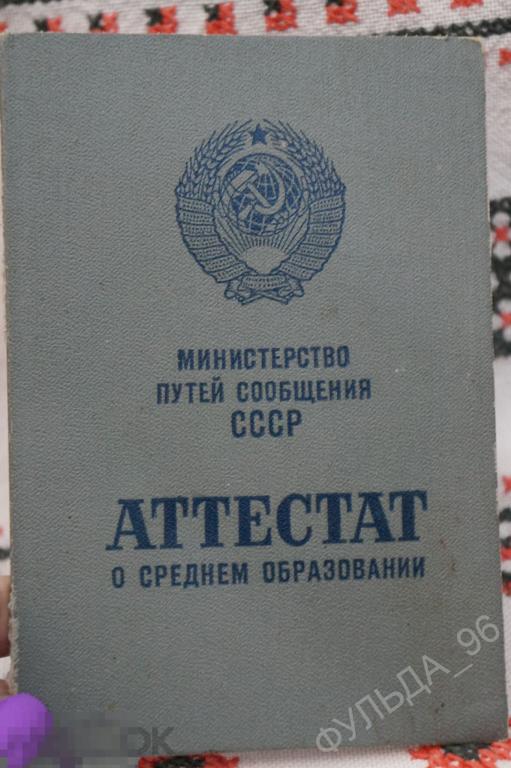 МИНИСТЕРСТВО
ПУТЕЙ СООБЩЕНИЯ
СССР
АТТЕСТАТ
О СРЕДНЕМ ОБРАЗОВАНИИ
ФУЛЬДА_96